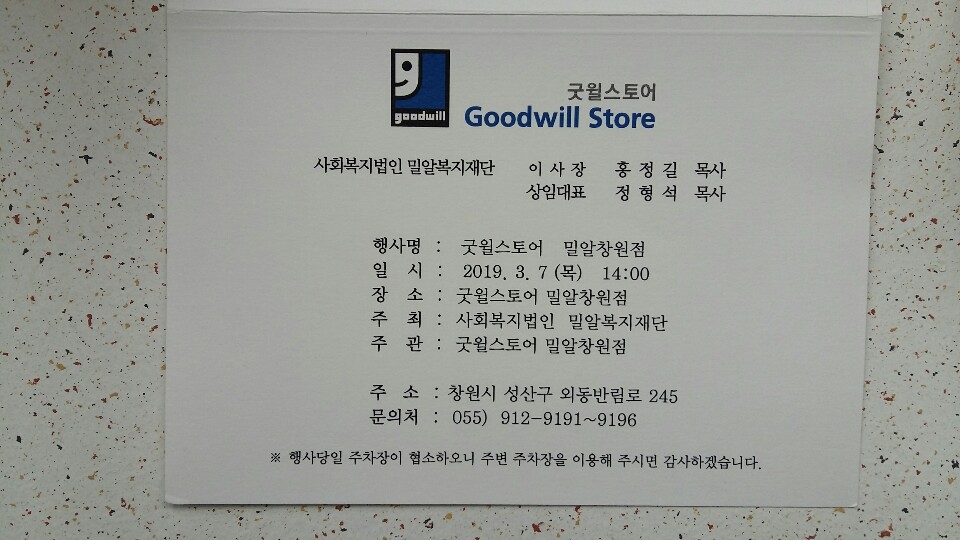 goodwill
굿윌스토어
Goodwill Store
사회복지법인 밀알복지재단 이 사 장 홍 정 길 목사
상임대표 정 형 석 목사
행사명 : 굿윌스토어 밀알창원점
일 시 : 2019. 3. 7 (목) 14:00
장 소 : 굿윌스토어 밀알창원점
주 최 : 사회복지법인 밀알복지재단
주 관 : 굿윌스토어 밀알창원점
주 소 : 창원시 성산구 외동반림로 245
문의처 : 055) 912-9191~9196
※ 행사당일 주차장이 협소하오니 주변 주차장을 이용해 주시면 감사하겠습니다.